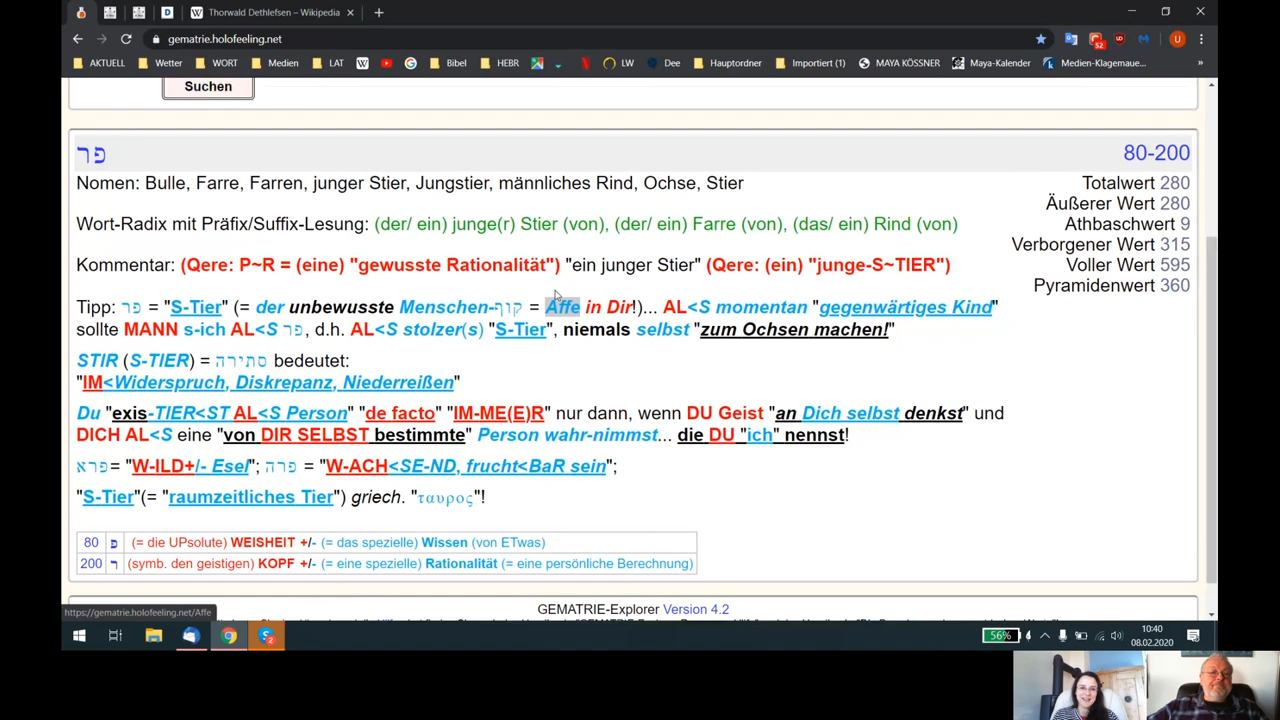 Thorwald Dethlefsen – Wikipedia
gematrie.holofeeling.net
AKTUELL Wetter WORT Medien LAT Bibel HEBR LW Dee Hauptordner Importiert (1) MAYA KÖSSNER Maya-Kalender Medien-Klagemaue...
Suchen
פר 80-200
Nomen: Bulle, Farre, Farren, junger Stier, Jungstier, männliches Rind, Ochse, Stier
Totalwert 280
Äußerer Wert 280
Wort-Radix mit Präfix/Suffix-Lesung: (der/ ein) junge(r) Stier (von), (der/ ein) Farre (von), (das/ ein) Rind (von)
Athbaschwert 9
Verborgener Wert 315
Kommentar: (Qere: P~R = (eine) "gewusste Rationalität") "ein junger Stier" (Qere: (ein) "junge-S~TIER")
Voller Wert 595
Pyramidenwert 360
Tipp: פר = "S-Tier" (= der unbewusste Menschen-קוף = Affe in Dir!)... AL<S momentan "gegenwärtiges Kind"
sollte MANN s-ich AL<S פר, d.h. AL<S stolzer(s) "S-Tier", niemals selbst "zum Ochsen machen!"
STIR (S-TIER) = סתירה bedeutet:
"IM<Widerspruch, Diskrepanz, Niederreißen"
Du "exis-TIER<ST AL<S Person" "de facto" "IM-ME(E)R" nur dann, wenn DU Geist "an Dich selbst denkst" und
DICH AL<S eine "von DIR SELBST bestimmte" Person wahr-nimmst... die DU "ich" nennst!
פרא= "W-ILD+/- Esel"; פרה = "W-ACH<SE-ND, frucht<BaR sein";
"S-Tier"(= "raumzeitliches Tier") griech. "ταυρος"!
80 פ (= die UPsolute) WEISHEIT +/- (= das spezielle) Wissen (von ETwas)
200 ר (symb. den geistigen) KOPF +/- (= eine spezielle) Rationalität (= eine persönliche Berechnung)
https://gematrie.holofeeling.net/Affe
GEMATRIE-Explorer Version 4.2
56%
10:40
08.02.2020